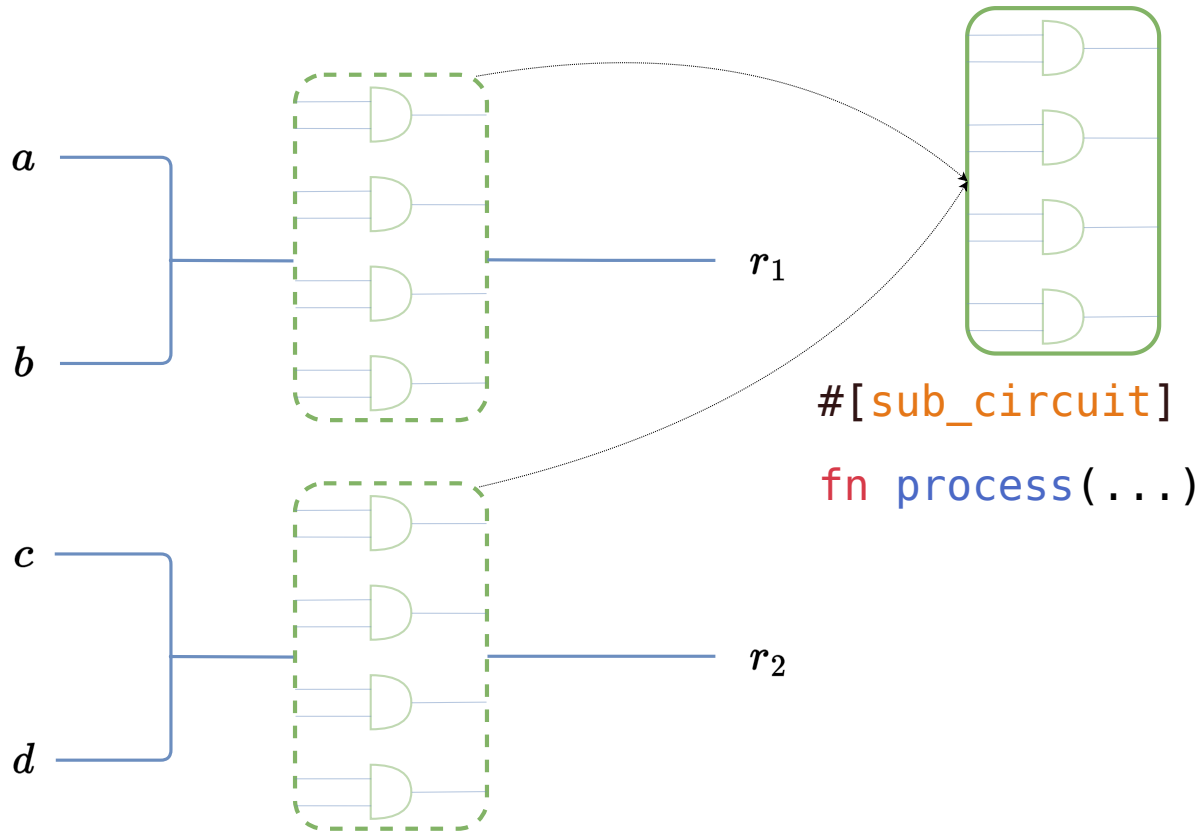 a
b
r₁
#[sub_circuit]
fn process(...)
c
d
r₂